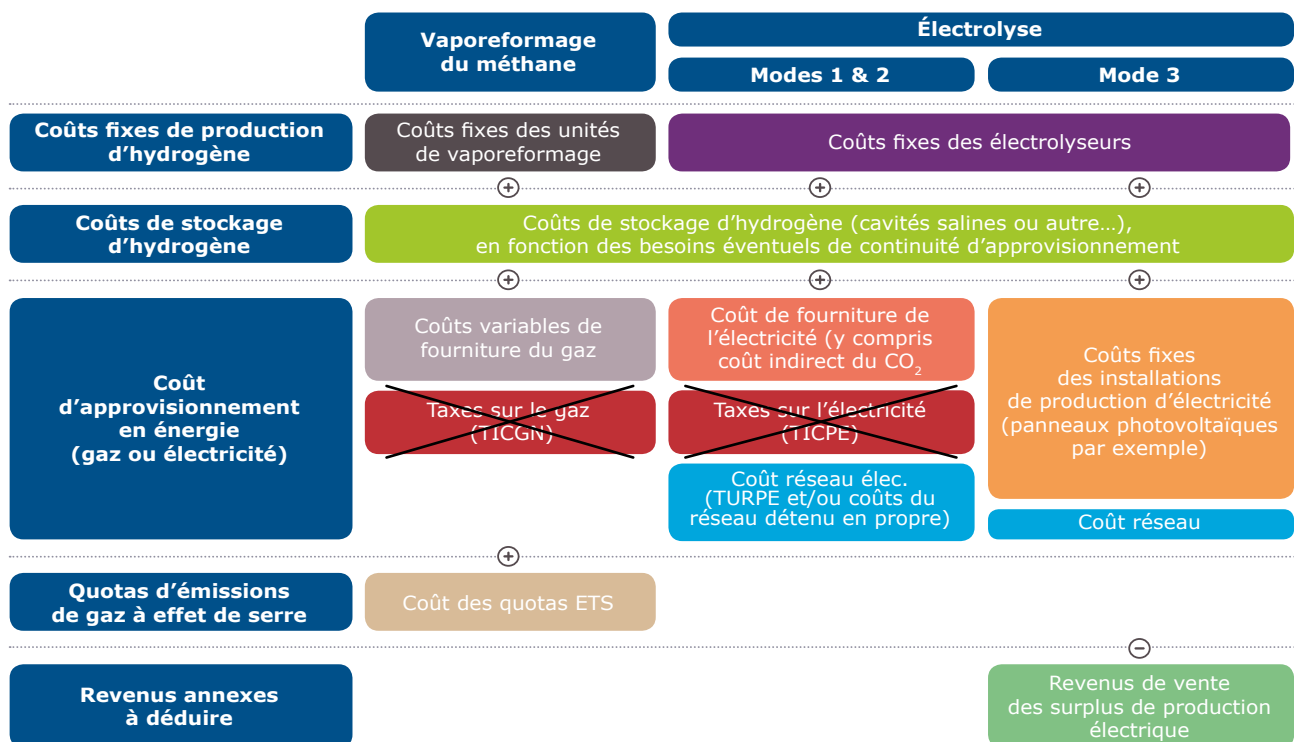 Vaporeformage
du méthane
Électrolyse
Modes 1 & 2
Mode 3
Coûts fixes de production
d’hydrogène
Coûts fixes des unités
de vaporeformage
Coûts fixes des électrolyseurs
+
+
+
Coûts de stockage
d’hydrogène
Coûts de stockage d’hydrogène (cavités salines ou autre…),
en fonction des besoins éventuels de continuité d’approvisionnement
+
+
+
Coût
d’approvisionnement
en énergie
(gaz ou électricité)
Coûts variables de
fourniture du gaz
Taxes sur le gaz
(TICGN)
Coût de fourniture de
l’électricité (y compris
coût indirect du CO₂
Taxes sur l’électricité
(TICPE)
Coût réseau élec.
(TURPE et/ou coûts du
réseau détenu en propre)
Coûts fixes
des installations
de production d’électricité
(panneaux photovoltaïques
par exemple)
Coût réseau
+
Quotas d’émissions
de gaz à effet de serre
Coût des quotas ETS
−
Revenus annexes
à déduire
Revenus de vente
des surplus de production
électrique